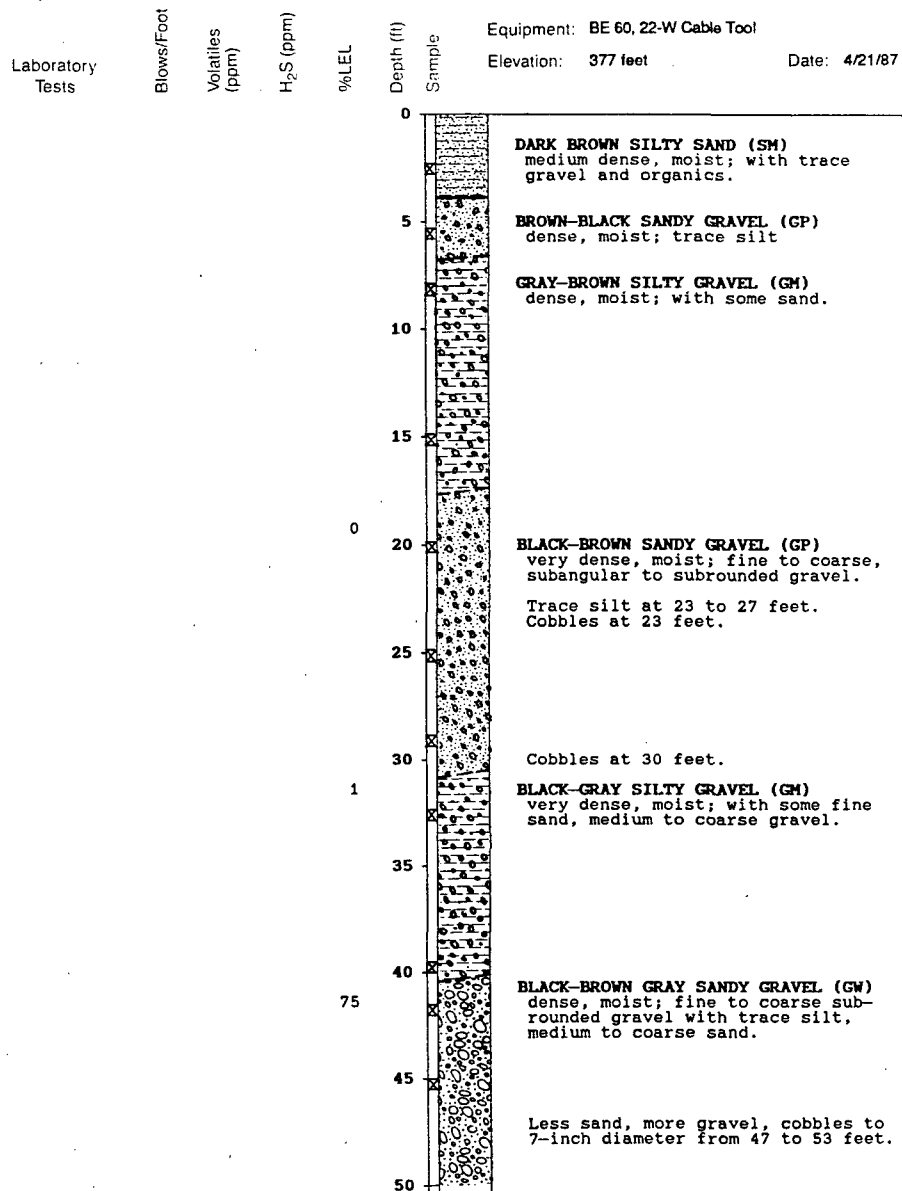 Laboratory
Tests
Blows/Foot
Volatiles
(ppm)
H₂S (ppm)
%LEL
Depth (ft)
Sample
Equipment: BE 60, 22-W Cable Tool
Elevation: 377 feet Date: 4/21/87
0
DARK BROWN SILTY SAND (SM)
medium dense, moist; with trace
gravel and organics.
5
BROWN-BLACK SANDY GRAVEL (GP)
dense, moist; trace silt
GRAY-BROWN SILTY GRAVEL (GM)
dense, moist; with some sand.
10
15
0
20
BLACK-BROWN SANDY GRAVEL (GP)
very dense, moist; fine to coarse,
subangular to subrounded gravel.
Trace silt at 23 to 27 feet.
Cobbles at 23 feet.
25
30
Cobbles at 30 feet.
1
BLACK-GRAY SILTY GRAVEL (GM)
very dense, moist; with some fine
sand, medium to coarse gravel.
35
40
BLACK-BROWN GRAY SANDY GRAVEL (GW)
75
dense, moist; fine to coarse sub-
rounded gravel with trace silt,
medium to coarse sand.
45
Less sand, more gravel, cobbles to
7-inch diameter from 47 to 53 feet.
50